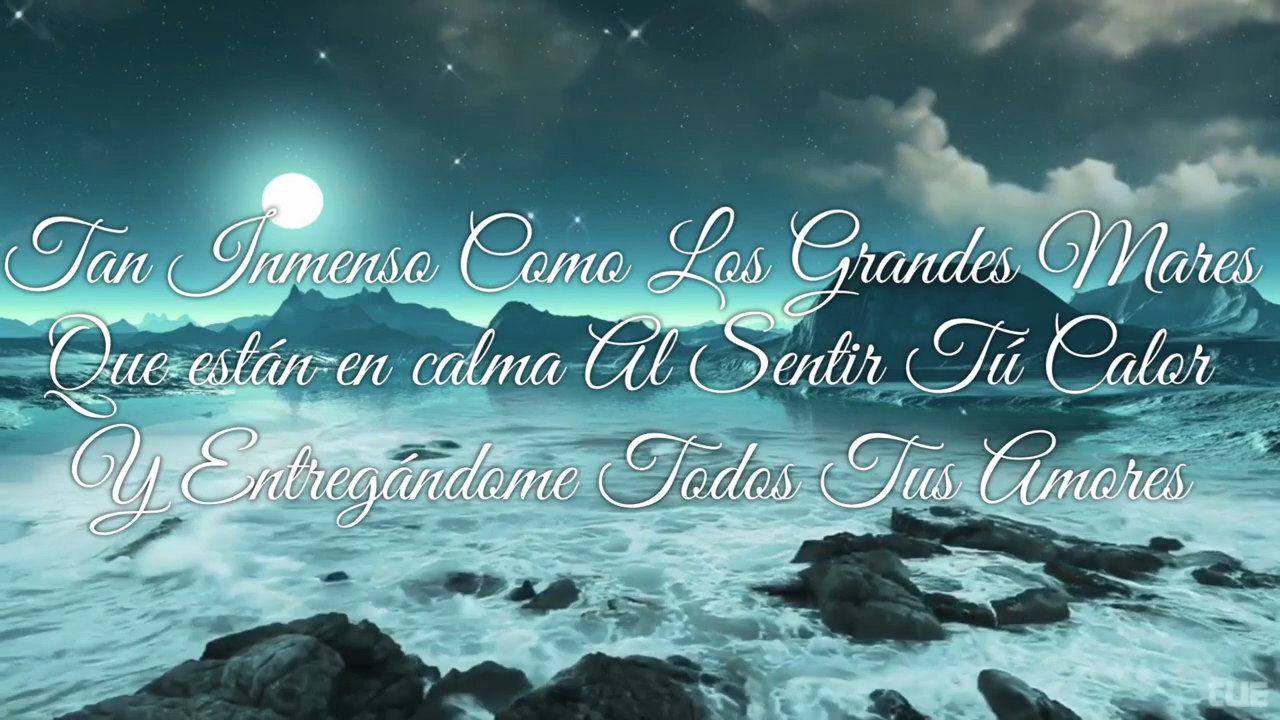 Tan Inmenso Como Los Grandes Mares
Que están en calma Al Sentir Tú Calor
Y Entregándome Todos Tus Amores